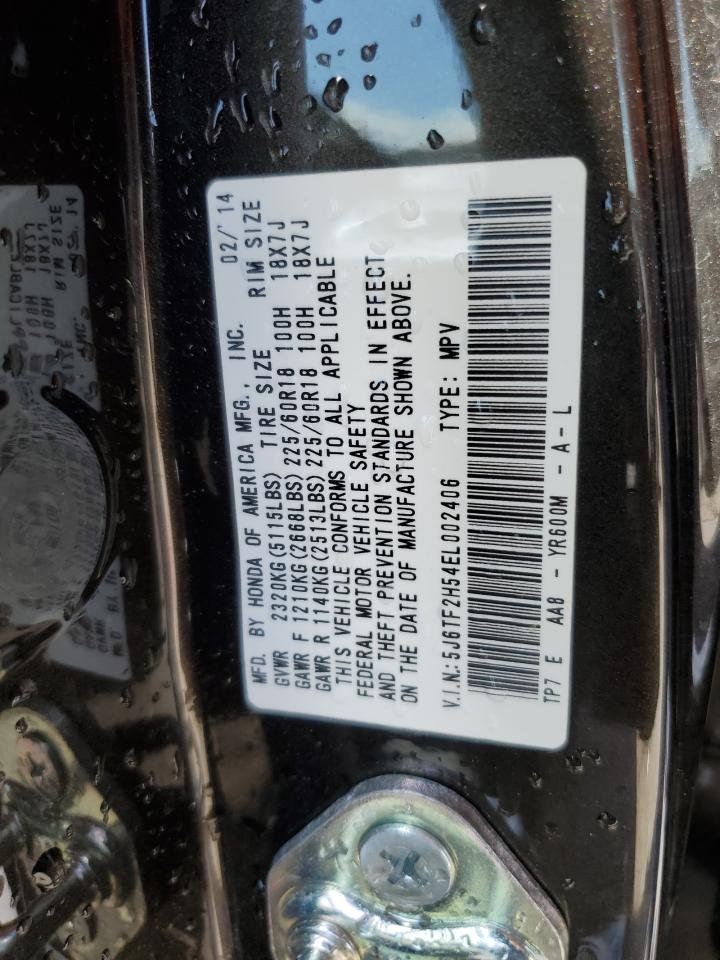 MFD. BY HONDA OF AMERICA MFG., INC. 02/'14
GVWR 2320KG(5115LBS) TIRE SIZE RIM SIZE
GAWR F 1210KG(2668LBS) 225/60R18 100H 18X7J
GAWR R 1140KG(2513LBS) 225/60R18 100H 18X7J
THIS VEHICLE CONFORMS TO ALL APPLICABLE
FEDERAL MOTOR VEHICLE SAFETY
AND THEFT PREVENTION STANDARDS IN EFFECT
ON THE DATE OF MANUFACTURE SHOWN ABOVE.
V.I.N.: 5J6TF2H54EL002406 TYPE: MPV
TP7 E AA8 - YR600M - A - L